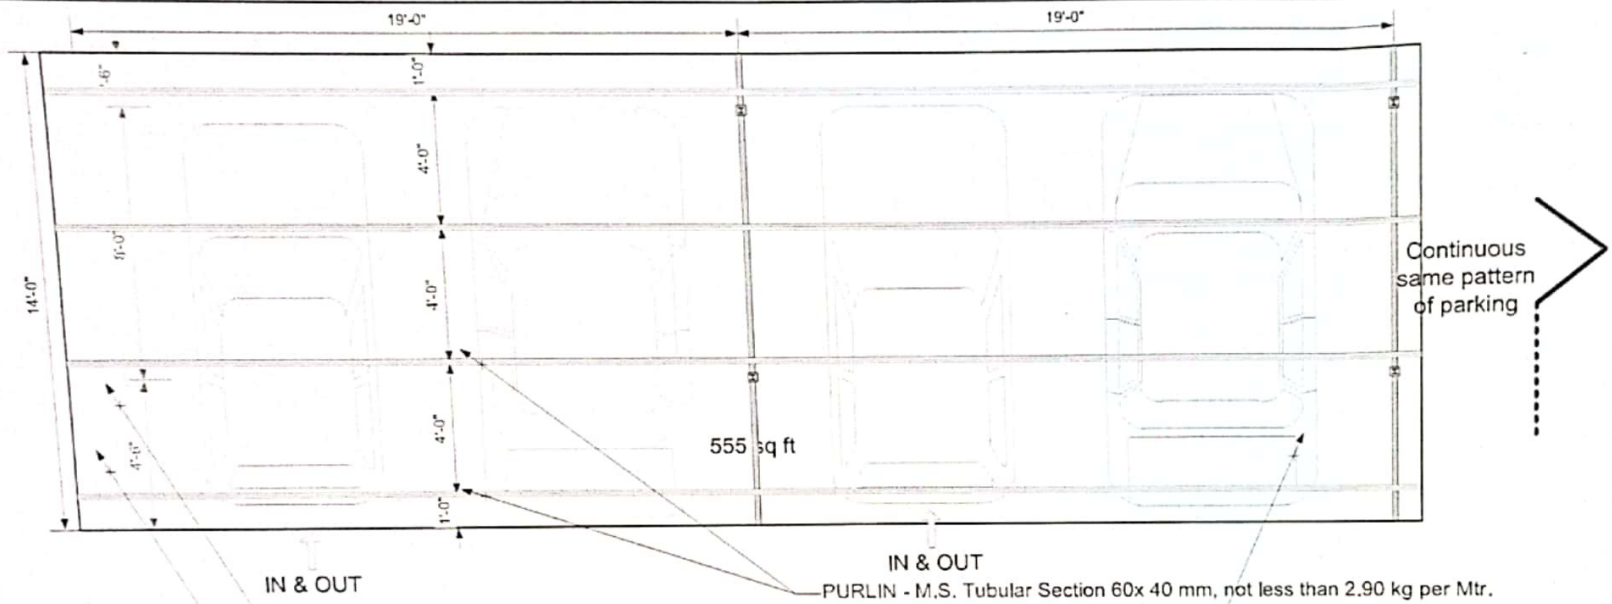 19'-0"
19'-0"
1'-0"
4'-0"
14'-0"
4'-0"
Continuous
same pattern
of parking
4'-0"
555 sq ft
4'-6"
1'-0"
IN & OUT
IN & OUT
PURLIN - M.S. Tubular Section 60x 40 mm, not less than 2.90 kg per Mtr.